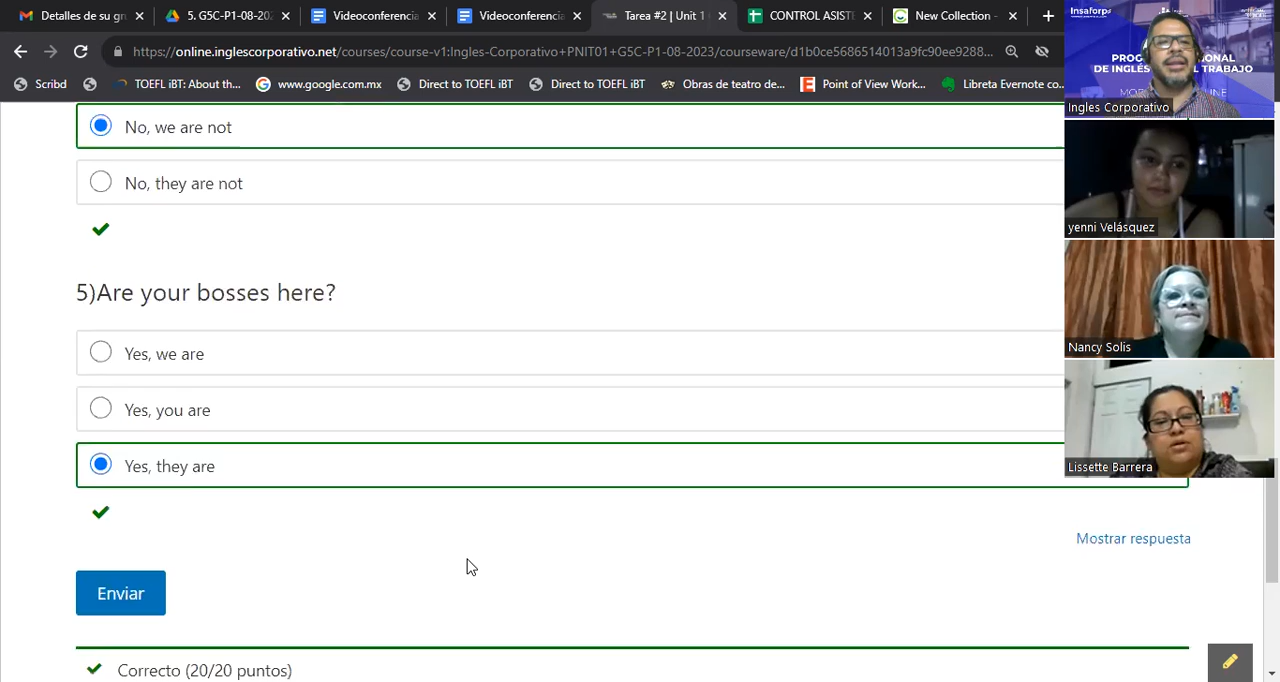 Detalles de su gr
5. G5C-P1-08-202
Videoconferencia
Videoconferencia
Tarea #2 | Unit 1
CONTROL ASIST
New Collection -
https://online.inglescorporativo.net/courses/course-v1:Ingles-Corporativo+PNIT01+G5C-P1-08-2023/courseware/d1b0ce5686514013a9fc90ee9288...
Scribd
TOEFL iBT: About th...
www.google.com.mx
Direct to TOEFL iBT
Direct to TOEFL iBT
Obras de teatro de...
Point of View Work...
Libreta Evernote co...
Insaforp
Ingles Corporativo
yenni Velásquez
Nancy Solis
Lissette Barrera
No, we are not
No, they are not
5)Are your bosses here?
Yes, we are
Yes, you are
Yes, they are
Mostrar respuesta
Enviar
Correcto (20/20 puntos)